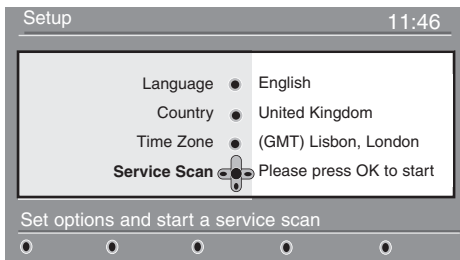 Setup 11:46
Language English
Country United Kingdom
Time Zone (GMT) Lisbon, London
Service Scan Please press OK to start
Set options and start a service scan